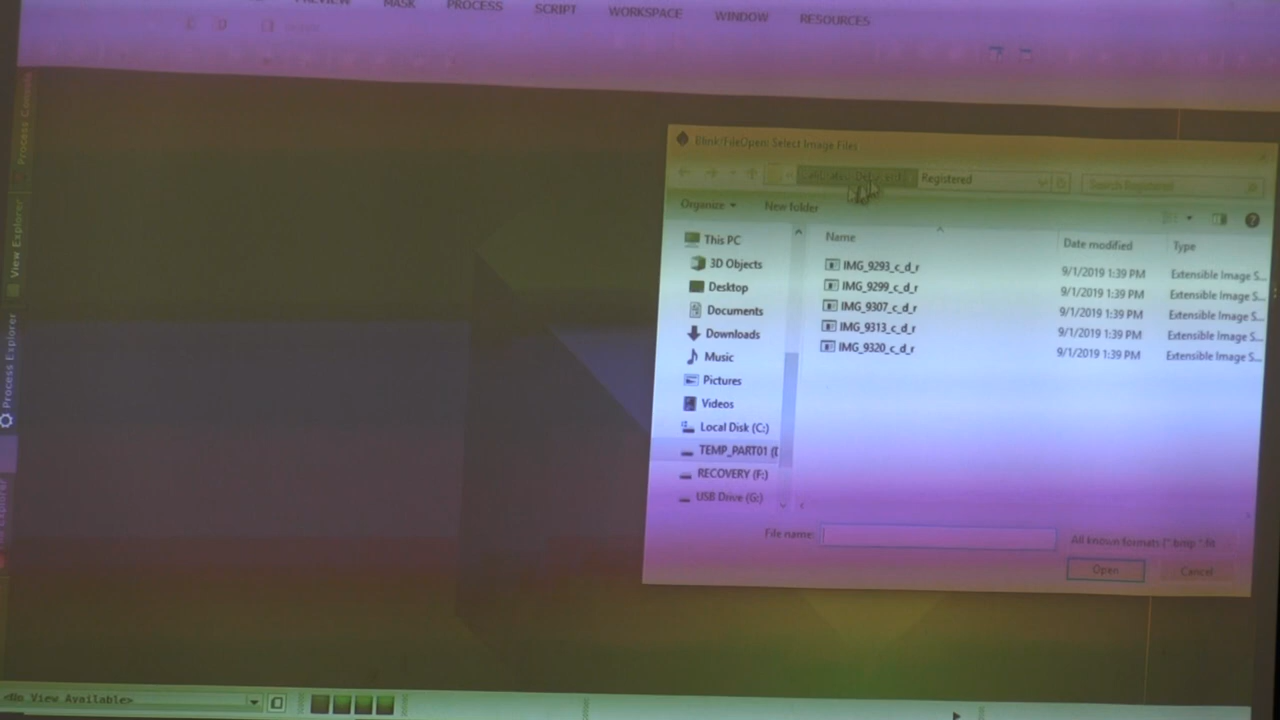 PREVIEW MASK PROCESS SCRIPT WORKSPACE WINDOW RESOURCES
Process Console
View Explorer
Process Explorer
Blink/FileOpen: Select Image Files
Registered
Search Registered
Organize
New folder
Name
Date modified
Type
This PC
3D Objects
Desktop
Documents
Downloads
Music
Pictures
Videos
Local Disk (C:)
TEMP_PART01 (
RECOVERY (F:)
USB Drive (G:)
IMG_9293_c_d_r 9/1/2019 1:39 PM Extensible Image S...
IMG_9299_c_d_r 9/1/2019 1:39 PM Extensible Image S...
IMG_9307_c_d_r 9/1/2019 1:39 PM Extensible Image S...
IMG_9313_c_d_r 9/1/2019 1:39 PM Extensible Image S...
IMG_9320_c_d_r 9/1/2019 1:39 PM Extensible Image S...
File name:
All known formats (*.bmp *.fit
Open
Cancel
<No View Available>